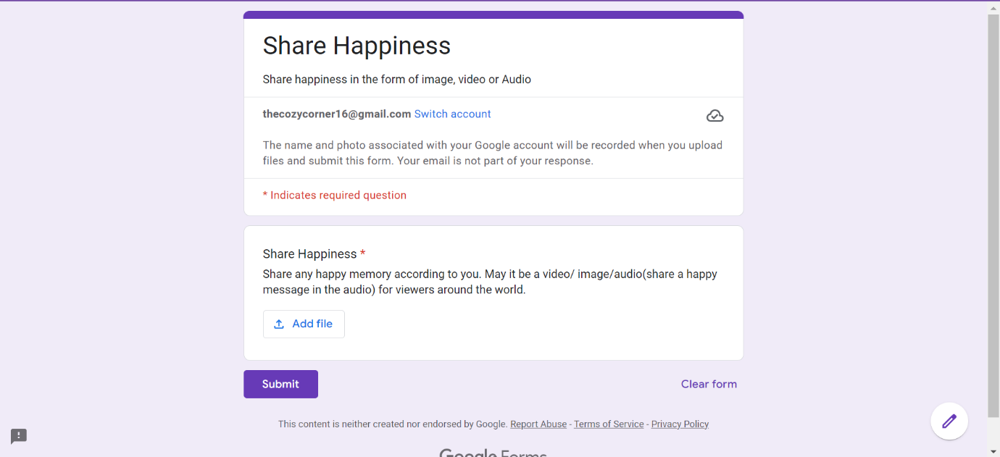 Share Happiness
Share happiness in the form of image, video or Audio
thecozycorner16@gmail.com Switch account
The name and photo associated with your Google account will be recorded when you upload
files and submit this form. Your email is not part of your response.
* Indicates required question
Share Happiness *
Share any happy memory according to you. May it be a video/ image/audio(share a happy
message in the audio) for viewers around the world.
Add file
Submit
Clear form
This content is neither created nor endorsed by Google. Report Abuse - Terms of Service - Privacy Policy
Google Forms